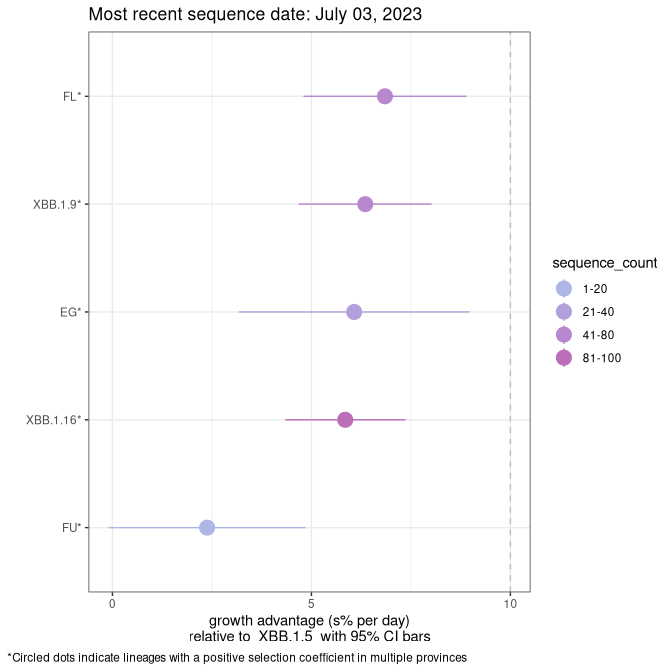 Most recent sequence date: July 03, 2023
FL*
XBB.1.9*
EG*
XBB.1.16*
FU*
0
5
10
growth advantage (s% per day)
relative to XBB.1.5 with 95% CI bars
sequence_count
1-20
21-40
41-80
81-100
*Circled dots indicate lineages with a positive selection coefficient in multiple provinces